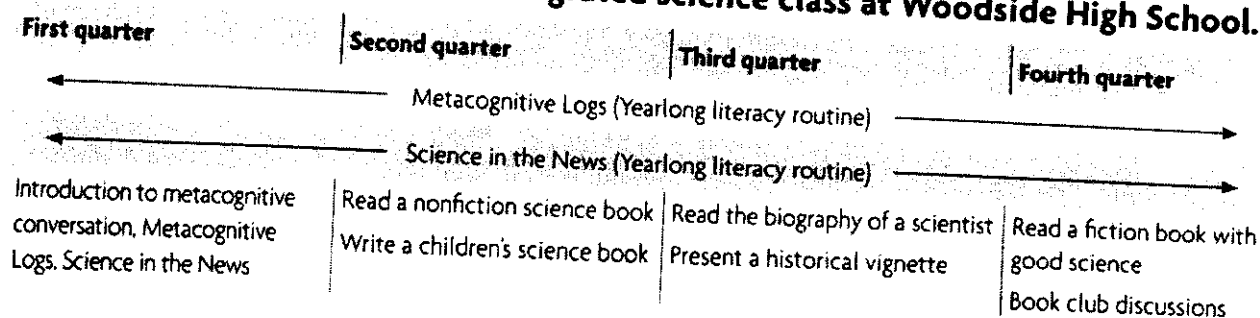 science class at Woodside High School.
First quarter
Second quarter
Third quarter
Fourth quarter
Metacognitive Logs (Yearlong literacy routine)
Science in the News (Yearlong literacy routine)
Introduction to metacognitive
conversation, Metacognitive
Logs, Science in the News
Read a nonfiction science book
Write a children's science book
Read the biography of a scientist
Present a historical vignette
Read a fiction book with
good science
Book club discussions